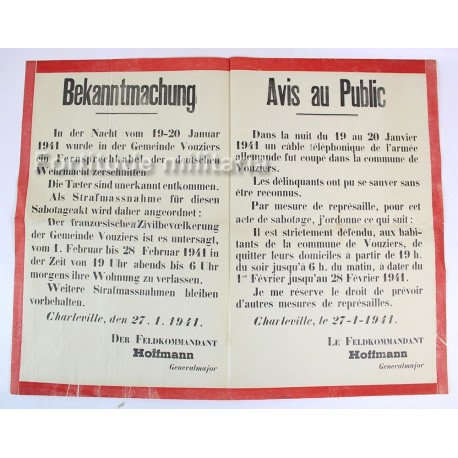 Bekanntmachung
In der Nacht vom 19-20 Januar
1941 wurde in der Gemeinde Vouziers
ein Fernsprechkabel der deutschen
Wehrmacht zerschnitten
Die Tæter sind unerkannt entkommen.
Als Strafmassnahme für diesen
Sabotageakt wird daher angeordnet :
Der franzœsischen Zivilbevœlkerung
der Gemeinde Vouziers ist es untersagt,
vom 1. Februar bis 28 Februar 1941 in
der Zeit von 19 Uhr abends bis 6 Uhr
morgens ihre Wohnung zu verlassen.
Weitere Strafmassnahmen bleiben
vorbehalten.
Charleville, den 27.1.1941.
DER FELDKOMMANDANT
Hoffmann
Generalmajor
Avis au Public
Dans la nuit du 19 au 20 Janvier
1941 un câble téléphonique de l'armée
allemande fut coupé dans la commune de
Vouziers.
Les délinquants ont pu se sauver sans
être reconnus.
Par mesure de représaille, pour cet
acte de sabotage, j'ordonne ce qui suit :
Il est strictement défendu, aux habi-
tants de la commune de Vouziers, de
quitter leurs domiciles à partir de 19 h.
du soir jusqu'à 6 h. du matin, à dater du
1er Février jusqu'au 28 Février 1941.
Je me réserve le droit de prévoir
d'autres mesures de représailles.
Charleville, le 27-1-1941.
LE FELDKOMMANDANT
Hoffmann
Generalmajor